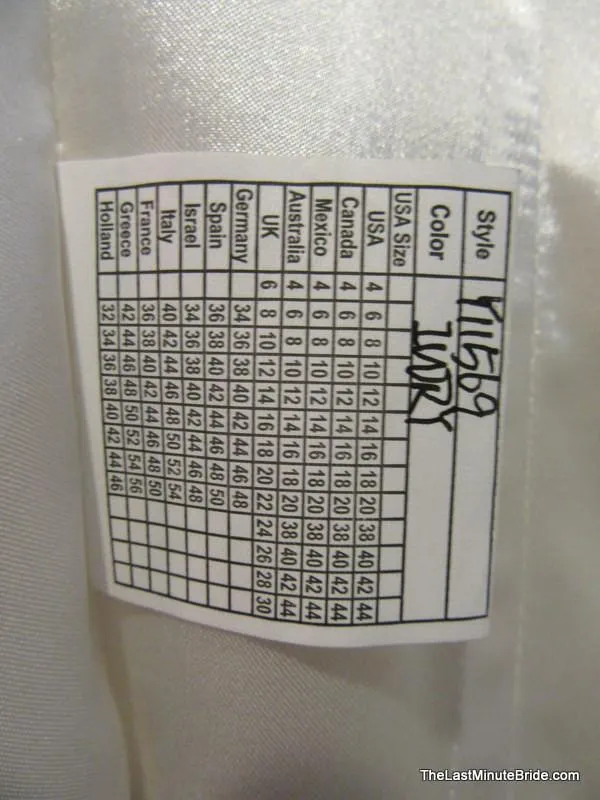 Style Y11569
Color IVORY
USA Size
USA 4 6 8 10 12 14 16 18 20 38 40 42 44
Canada 4 6 8 10 12 14 16 18 20 38 40 42 44
Mexico 4 6 8 10 12 14 16 18 20 38 40 42 44
Australia 4 6 8 10 12 14 16 18 20 38 40 42 44
UK 6 8 10 12 14 16 18 20 22 24 26 28 30
Germany 34 36 38 40 42 44 46 48
Spain 36 38 40 42 44 46 48 50
Israel 34 36 38 40 42 44 46 48
Italy 40 42 44 46 48 50 52 54
France 36 38 40 42 44 46 48 50
Greece 42 44 46 48 50 52 54 56
Holland 32 34 36 38 40 42 44 46
TheLastMinuteBride.com